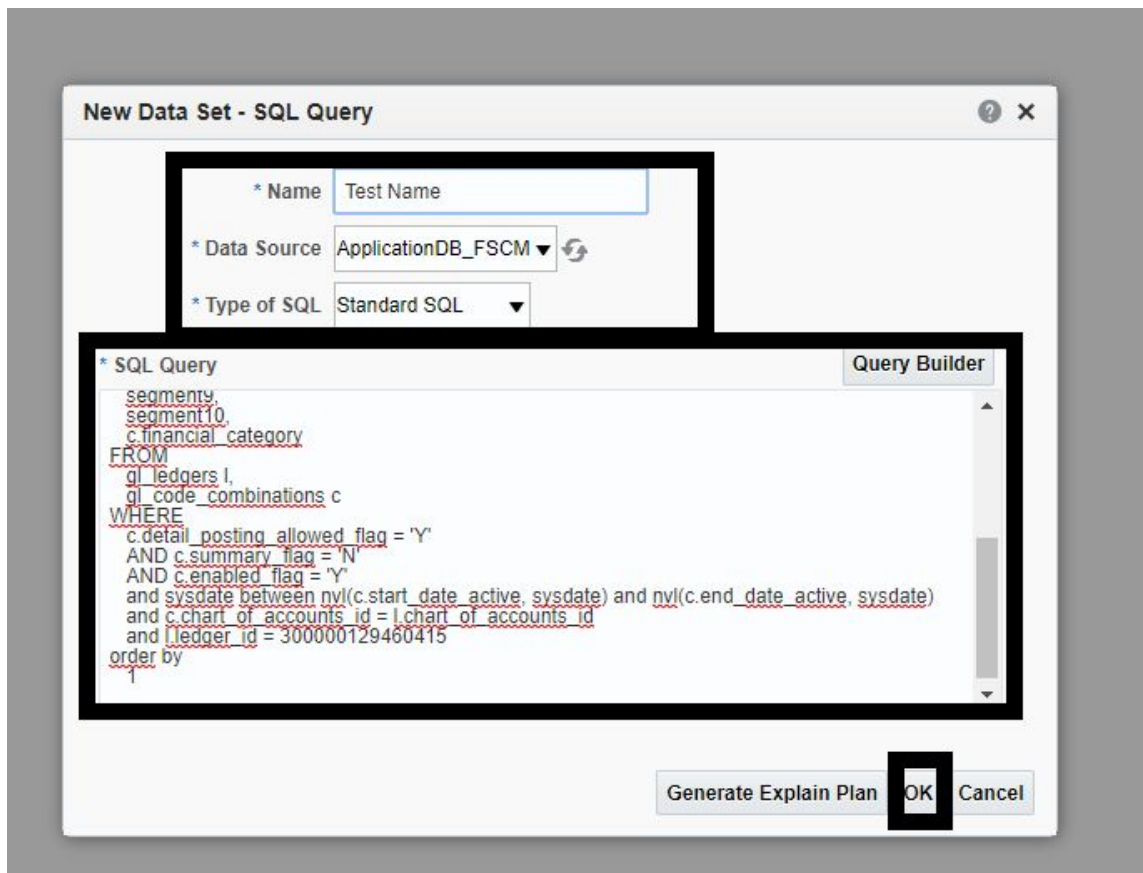 New Data Set - SQL Query
* Name Test Name
* Data Source ApplicationDB_FSCM
* Type of SQL Standard SQL
* SQL Query Query Builder
segment9,
segment10,
c.financial_category
FROM
gl_ledgers l,
gl_code_combinations c
WHERE
c.detail_posting_allowed_flag = 'Y'
AND c.summary_flag = 'N'
AND c.enabled_flag = 'Y'
and sysdate between nvl(c.start_date_active, sysdate) and nvl(c.end_date_active, sysdate)
and c.chart_of_accounts_id = l.chart_of_accounts_id
and l.ledger_id = 300000129460415
order by
1
Generate Explain Plan OK Cancel